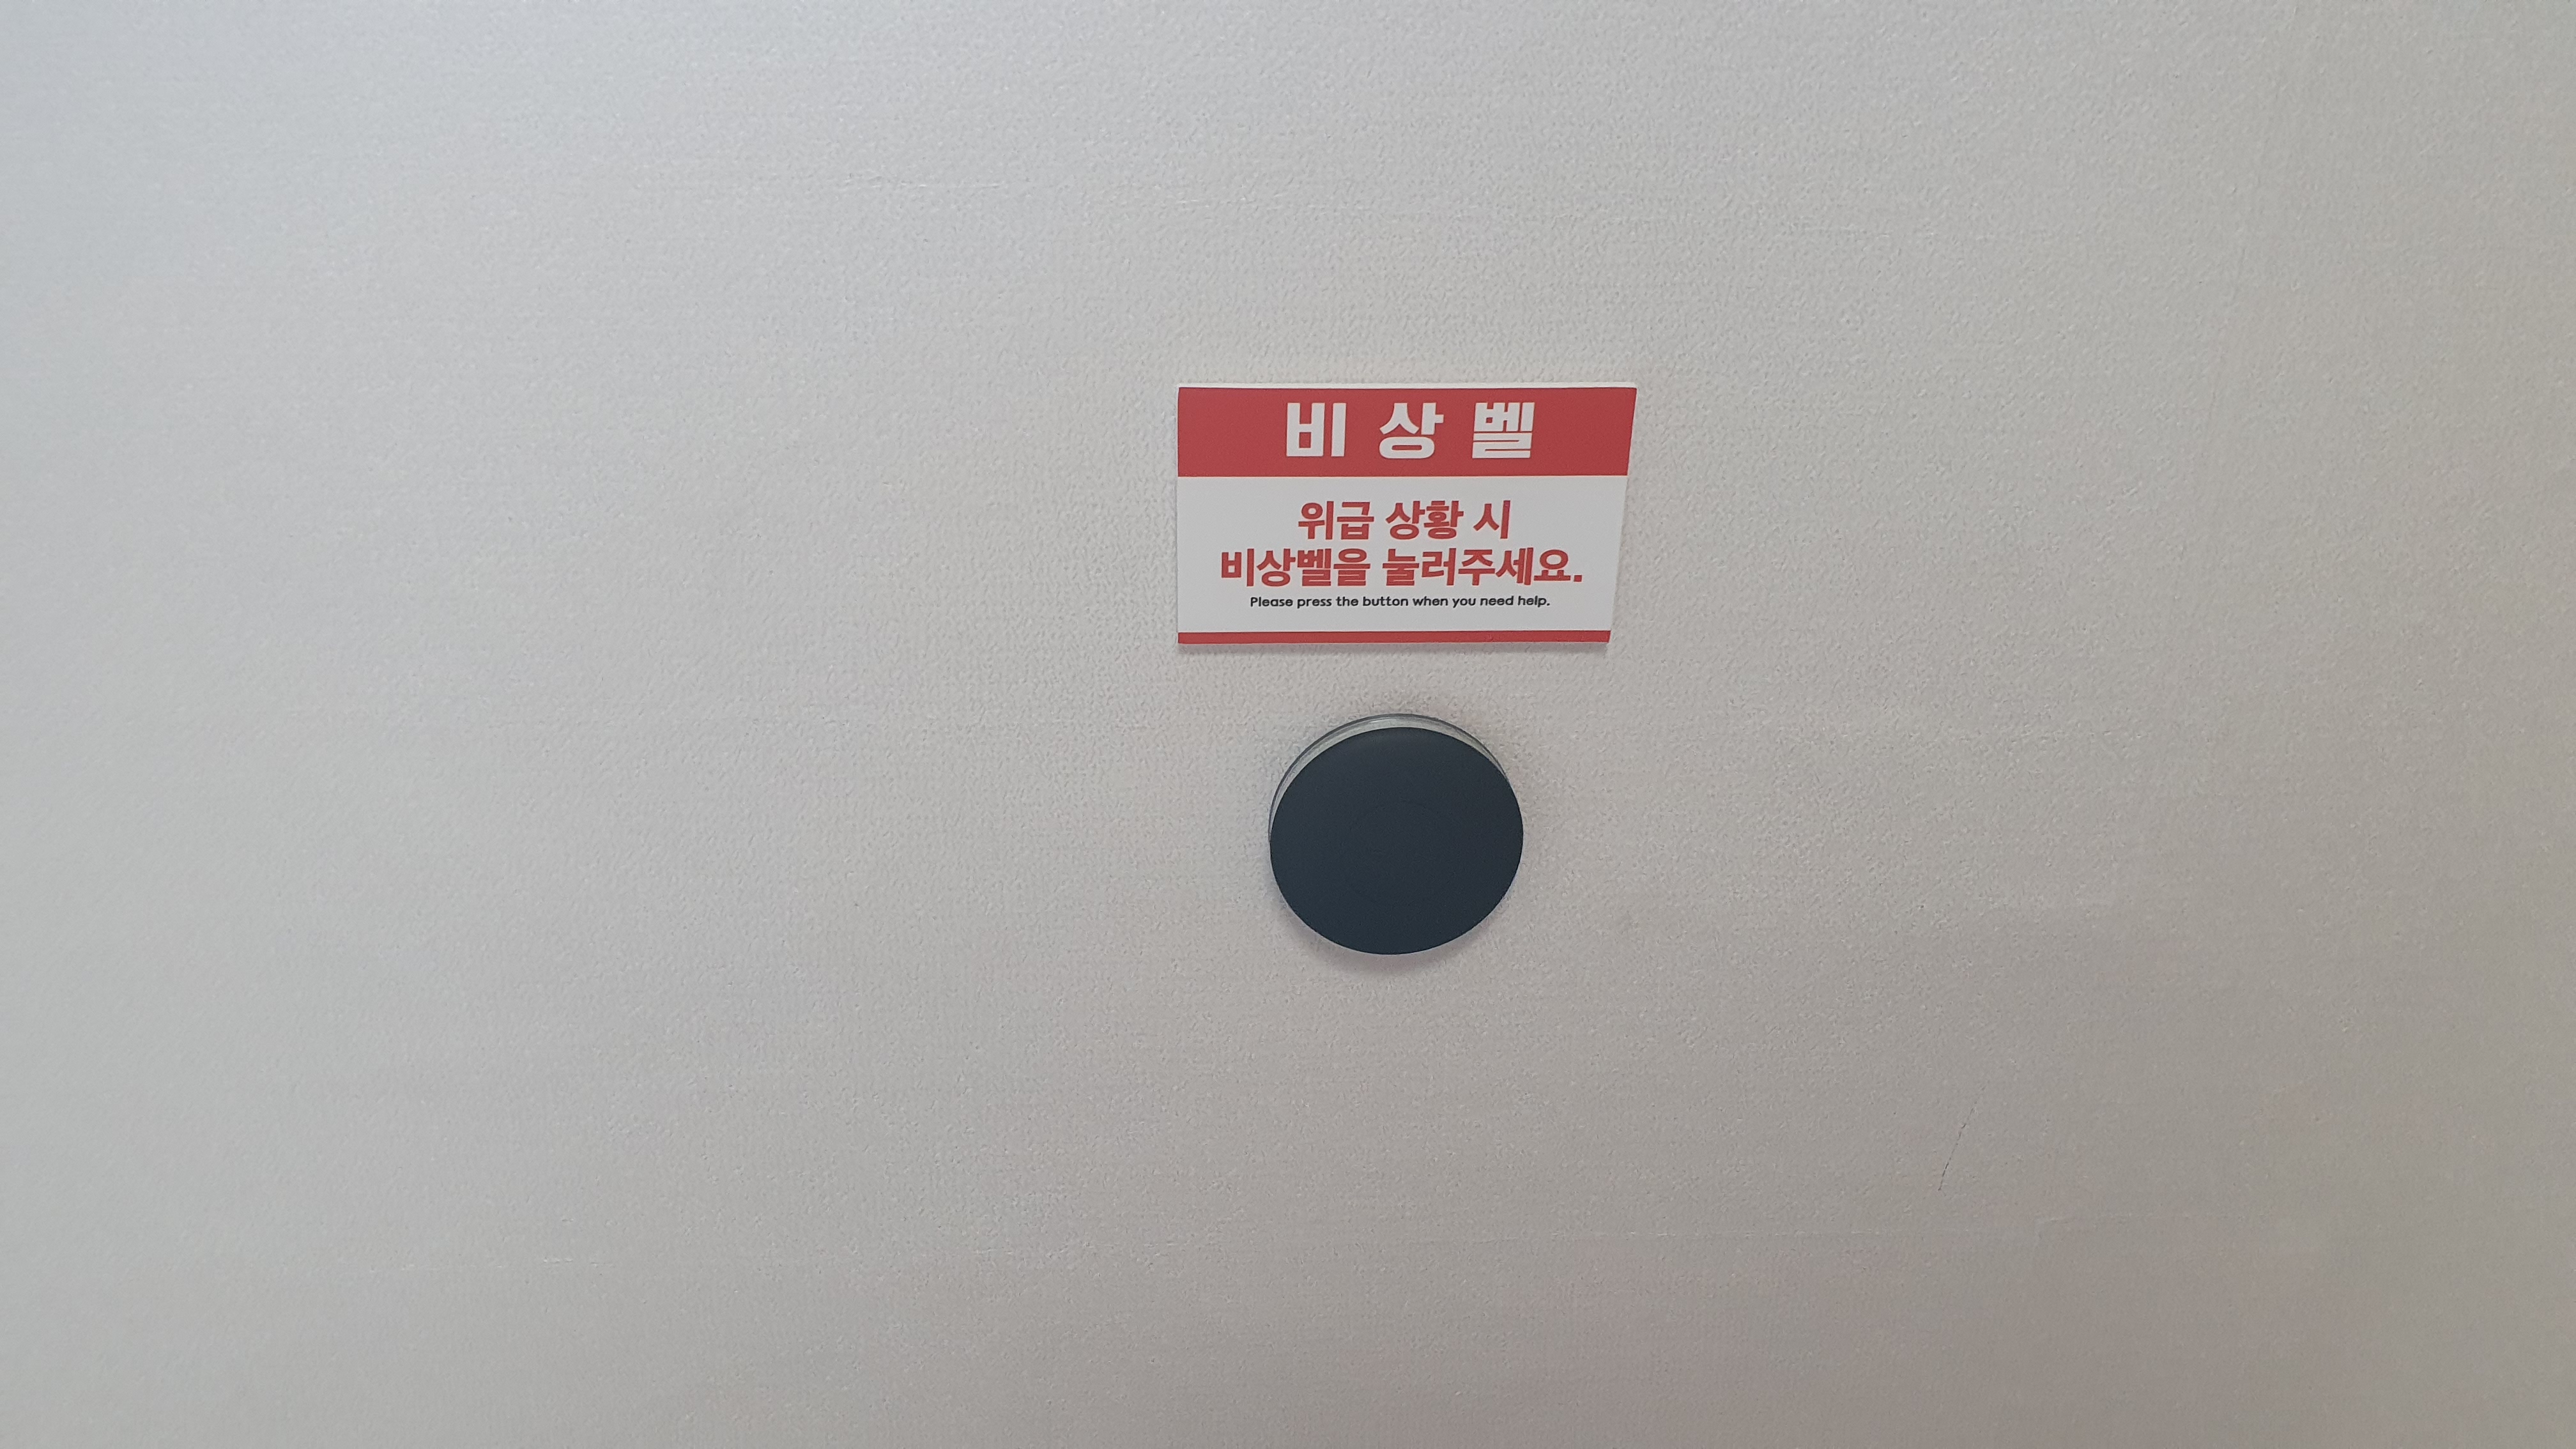 비상벨
위급 상황 시
비상벨을 눌러주세요.
Please press the button when you need help.